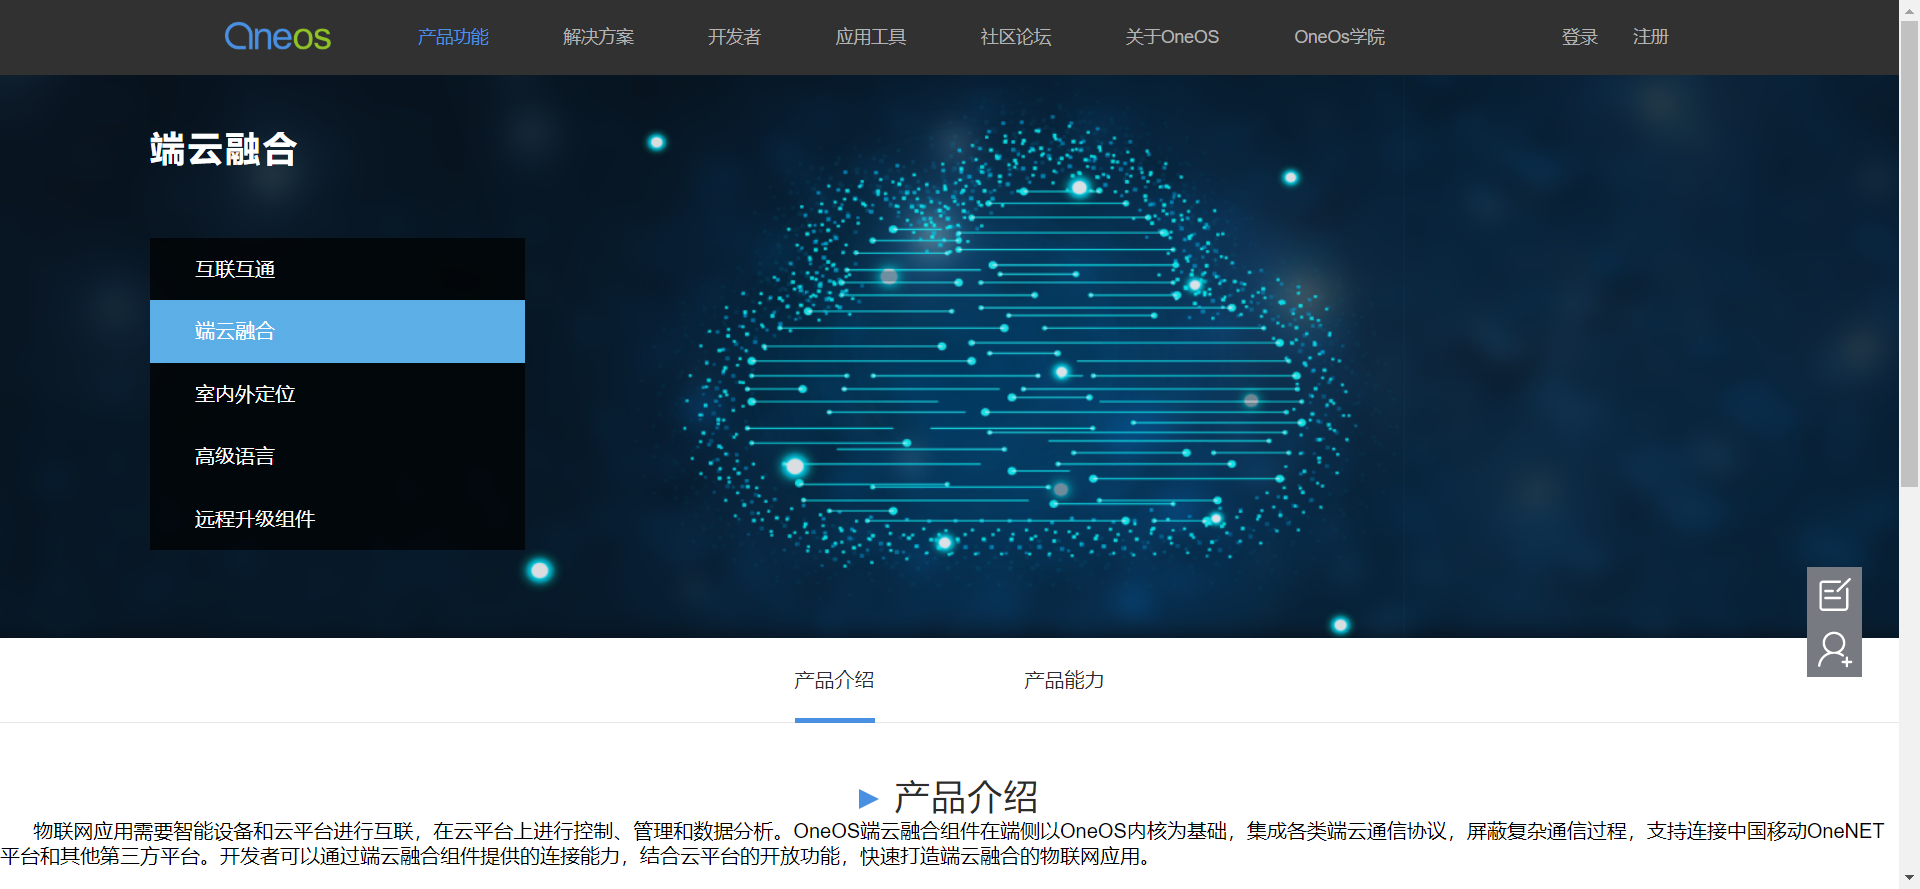 Oneos 产品功能 解决方案 开发者 应用工具 社区论坛 关于OneOS OneOs学院 登录 注册
端云融合
互联互通
端云融合
室内外定位
高级语言
远程升级组件
产品介绍 产品能力
产品介绍
物联网应用需要智能设备和云平台进行互联，在云平台上进行控制、管理和数据分析。OneOS端云融合组件在端侧以OneOS内核为基础，集成各类端云通信协议，屏蔽复杂通信过程，支持连接中国移动OneNET
平台和其他第三方平台。开发者可以通过端云融合组件提供的连接能力，结合云平台的开放功能，快速打造端云融合的物联网应用。